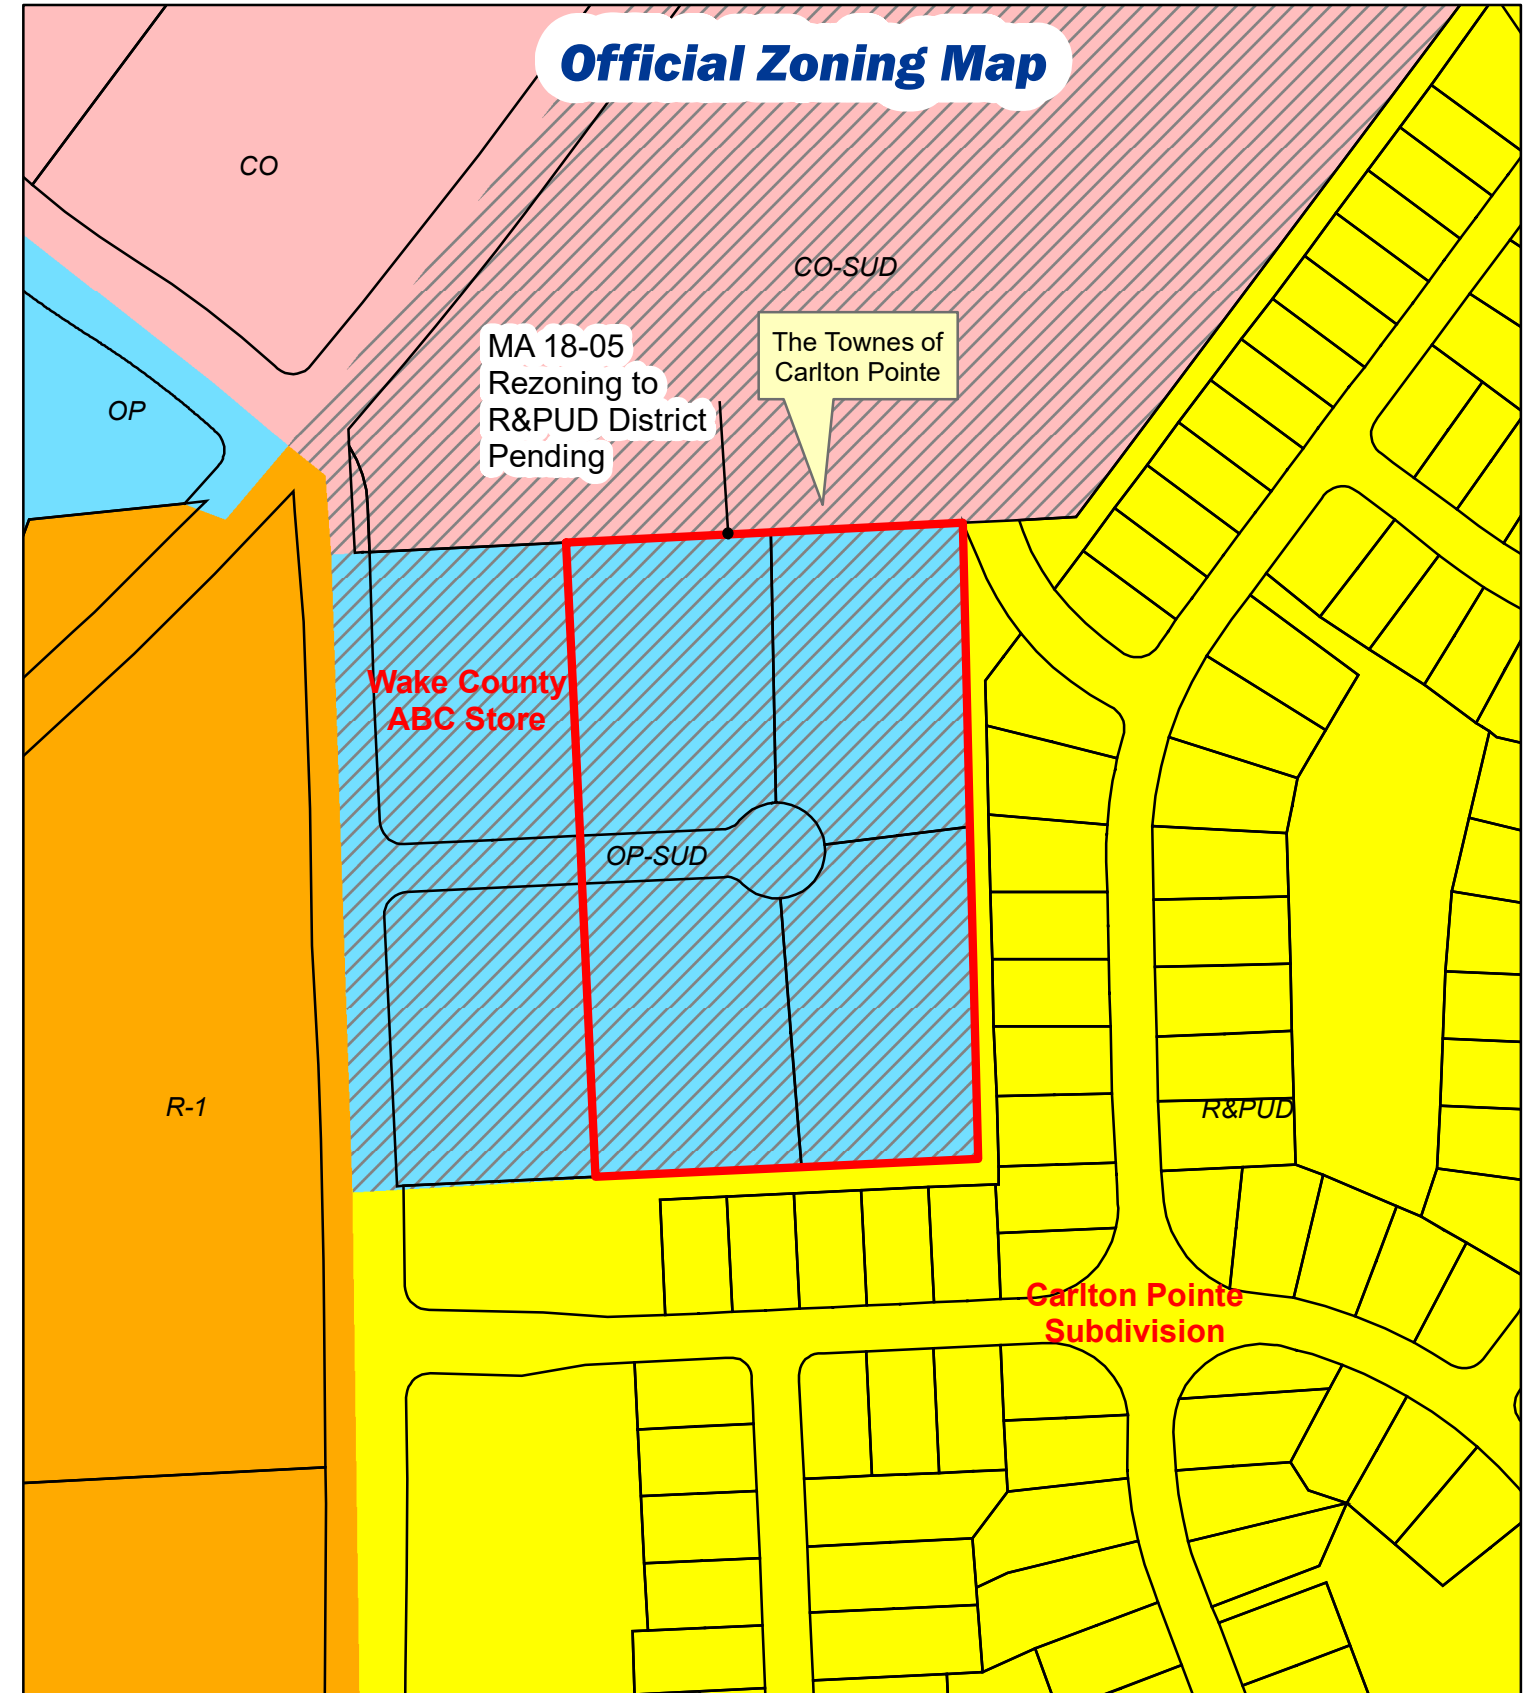 Official Zoning Map
CO
CO-SUD
MA 18-05
Rezoning to
R&PUD District
Pending
The Townes of
Carlton Pointe
OP
Wake County
ABC Store
OP-SUD
R-1
R&PUD
Carlton Pointe
Subdivision